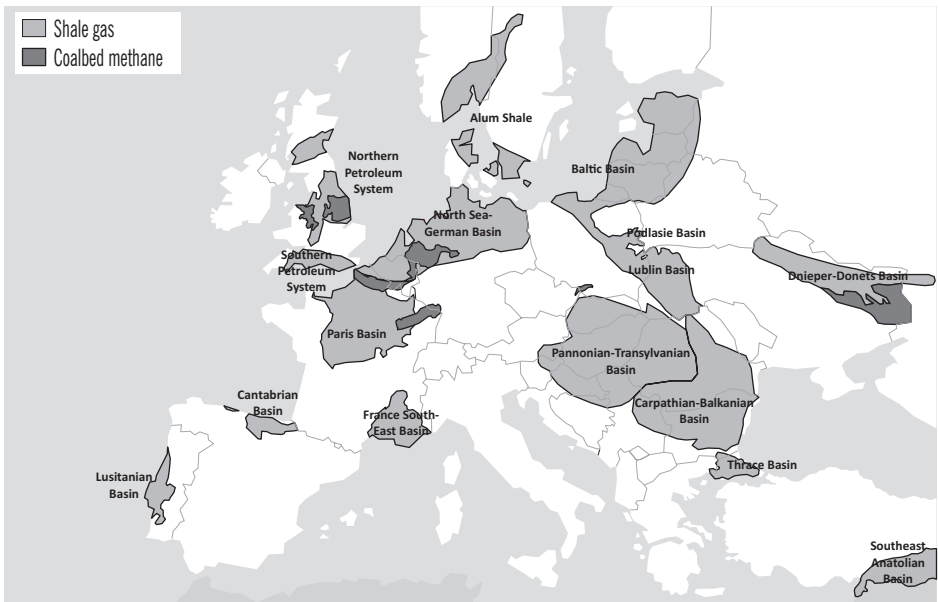 Shale gas
Coalbed methane
Alum Shale
Northern
Petroleum
System
Baltic Basin
North Sea-
German Basin
Podlasie Basin
Southern
Petroleum
System
Lublin Basin
Dnieper-Donets Basin
Paris Basin
Pannonian-Transylvanian
Basin
Cantabrian
Basin
Carpathian-Balkanian
Basin
France South-
East Basin
Thrace Basin
Lusitanian
Basin
Southeast
Anatolian
Basin